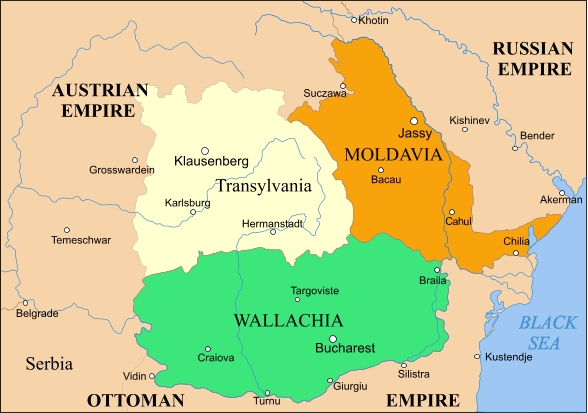 Khotin
RUSSIAN
EMPIRE
AUSTRIAN
EMPIRE
Suczawa
Kishinev
Jassy
Bender
Klausenberg
MOLDAVIA
Grosswardein
Bacau
Transylvania
Akerman
Karlsburg
Cahul
Hermanstadt
Temeschwar
Chilia
Braila
Targoviste
Belgrade
WALLACHIA
BLACK
SEA
Bucharest
Craiova
Kustendje
Serbia
Vidin
Silistra
Giurgiu
OTTOMAN
Turnu
EMPIRE